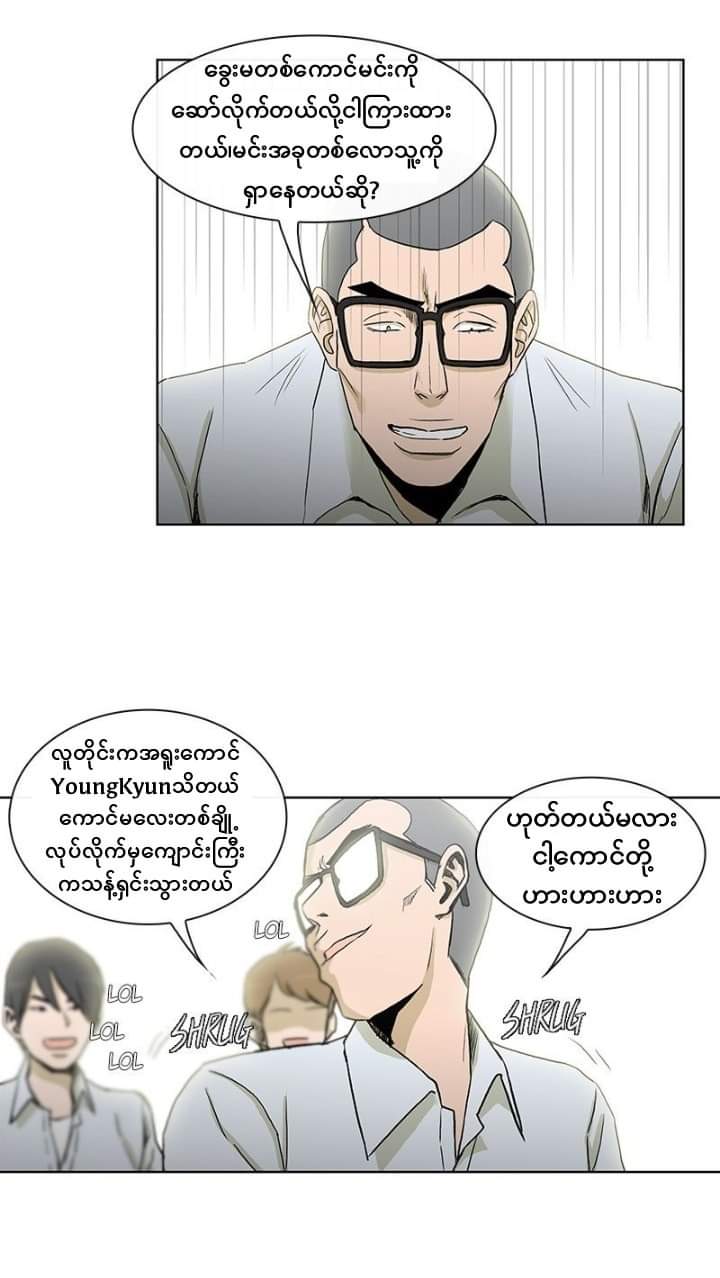 ခွေးမတစ်ကောင်မင်းကို
ဆော်လိုက်တယ်လို့ငါကြားထား
တယ်၊မင်းအခုတစ်လောသူ့ကို
ရှာနေတယ်ဆို?
လူတိုင်းကအရူးကောင်
YoungKyunသိတယ်
ကောင်မလေးတစ်ချို့
လုပ်လိုက်မှကျောင်းကြီး
ကသန့်ရှင်းသွားတယ်
ဟုတ်တယ်မလား
ငါ့ကောင်တို့
ဟားဟားဟား
LOL
LOL
LOL
LOL
SHRUG
SHRUG